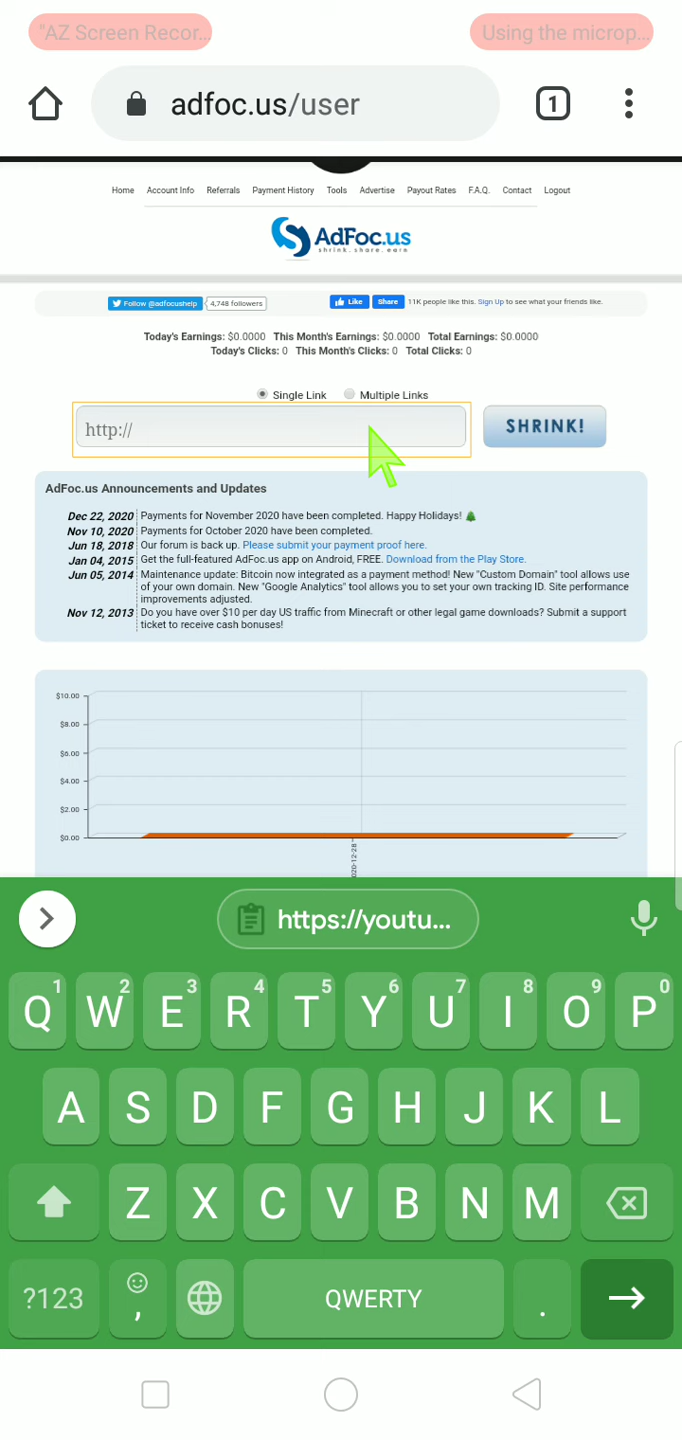 "AZ Screen Recor... Using the microp...
adfoc.us/user 1
Home Account Info Referrals Payment History Tools Advertise Payout Rates F.A.Q. Contact Logout
AdFoc.us
shrink. share. earn.
Follow @adfocushelp 4,748 followers Like Share 11K people like this. Sign Up to see what your friends like.
Today's Earnings: $0.0000 This Month's Earnings: $0.0000 Total Earnings: $0.0000
Today's Clicks: 0 This Month's Clicks: 0 Total Clicks: 0
Single Link Multiple Links
http:// SHRINK!
AdFoc.us Announcements and Updates
Dec 22, 2020 Payments for November 2020 have been completed. Happy Holidays! 🎄
Nov 10, 2020 Payments for October 2020 have been completed.
Jun 18, 2018 Our forum is back up. Please submit your payment proof here.
Jan 04, 2015 Get the full-featured AdFoc.us app on Android, FREE. Download from the Play Store.
Jun 05, 2014 Maintenance update: Bitcoin now integrated as a payment method! New "Custom Domain" tool allows use
of your own domain. New "Google Analytics" tool allows you to set your own tracking ID. Site performance
improvements adjusted.
Nov 12, 2013 Do you have over $10 per day US traffic from Minecraft or other legal game downloads? Submit a support
ticket to receive cash bonuses!
$10.00
$8.00
$6.00
$4.00
$2.00
$0.00
020-12-28
https://youtu...
Q 1 W 2 E 3 R 4 T 5 Y 6 U 7 I 8 O 9 P 0
A S D F G H J K L
Z X C V B N M
?123 , QWERTY .